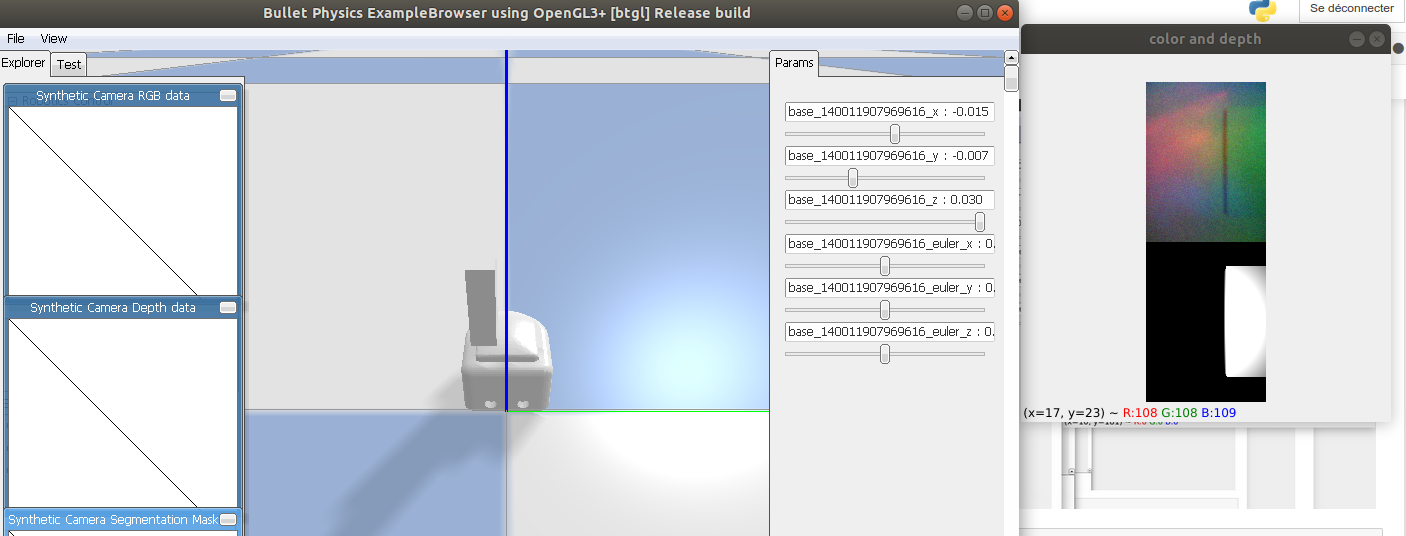 Bullet Physics ExampleBrowser using OpenGL3+ [btgl] Release build
File View
Explorer Test
Synthetic Camera RGB data
Synthetic Camera Depth data
Synthetic Camera Segmentation Mask
Params
base_140011907969616_x : -0.015
base_140011907969616_y : -0.007
base_140011907969616_z : 0.030
base_140011907969616_euler_x : 0.
base_140011907969616_euler_y : 0.
base_140011907969616_euler_z : 0.
Se déconnecter
color and depth
(x=17, y=23) ~ R:108 G:108 B:109